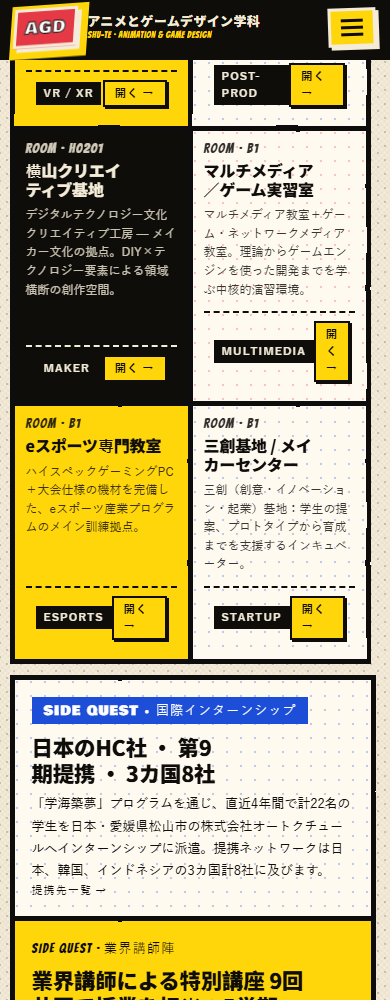 AGD
アニメとゲームデザイン学科
SHU-TE · ANIMATION & GAME DESIGN
VR / XR
開く →
POST-
PROD
開く
→
ROOM · H0201
横山クリエイ
ティブ基地
デジタルテクノロジー文化
クリエイティブ工房 — メイ
カー文化の拠点。DIY×テ
クノロジー要素による領域
横断の創作空間。
MAKER
開く →
ROOM · B1
マルチメディア
／ゲーム実習室
マルチメディア教室＋ゲー
ム・ネットワークメディア
教室。理論からゲームエン
ジンを使った開発までを学
ぶ中核的演習環境。
MULTIMEDIA
開
く
→
ROOM · B1
eスポーツ専門教室
ハイスペックゲーミングPC
＋大会仕様の機材を完備し
た、eスポーツ産業プログラ
ムのメイン訓練拠点。
ESPORTS
開く
→
ROOM · B1
三創基地 / メイ
カーセンター
三創（創意・イノベーショ
ン・起業）基地：学生の提
案、プロトタイプから育成
までを支援するインキュベ
ーター。
STARTUP
開く
→
SIDE QUEST · 国際インターンシップ
日本のHC社 ・ 第9
期提携 ・ 3カ国8社
「学海築夢」プログラムを通じ、直近4年間で計22名の
学生を日本・愛媛県松山市の株式会社オートクチュー
ルへインターンシップに派遣。提携ネットワークは日
本、韓国、インドネシアの3カ国計8社に及びます。
提携先一覧 →
SIDE QUEST · 業界講師陣
業界講師による特別講座 9回